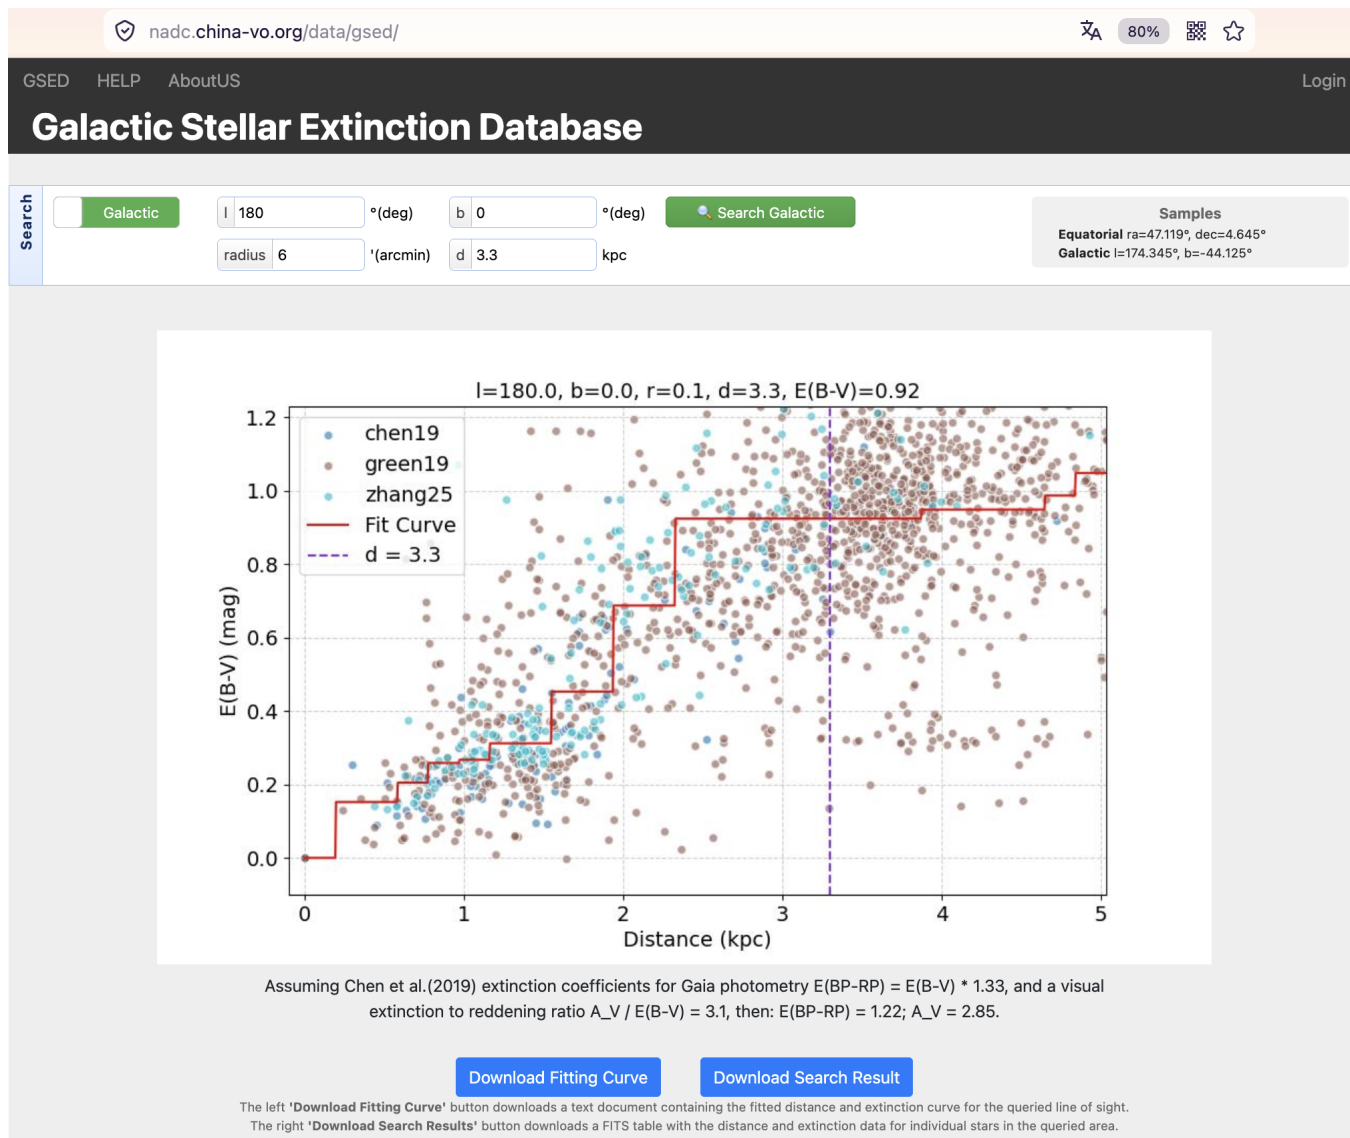 nadc.china-vo.org/data/gsed/
80%
GSED HELP AboutUS Login
Galactic Stellar Extinction Database
Search
Galactic
l 180 °(deg)
b 0 °(deg)
🔍 Search Galactic
radius 6 '(arcmin)
d 3.3 kpc
Samples
Equatorial ra=47.119°, dec=4.645°
Galactic l=174.345°, b=-44.125°
l=180.0, b=0.0, r=0.1, d=3.3, E(B-V)=0.92
chen19
green19
zhang25
Fit Curve
d = 3.3
E(B-V) (mag)
1.2
1.0
0.8
0.6
0.4
0.2
0.0
0 1 2 3 4 5
Distance (kpc)
Assuming Chen et al.(2019) extinction coefficients for Gaia photometry E(BP-RP) = E(B-V) * 1.33, and a visual
extinction to reddening ratio A_V / E(B-V) = 3.1, then: E(BP-RP) = 1.22; A_V = 2.85.
Download Fitting Curve
Download Search Result
The left 'Download Fitting Curve' button downloads a text document containing the fitted distance and extinction curve for the queried line of sight.
The right 'Download Search Results' button downloads a FITS table with the distance and extinction data for individual stars in the queried area.